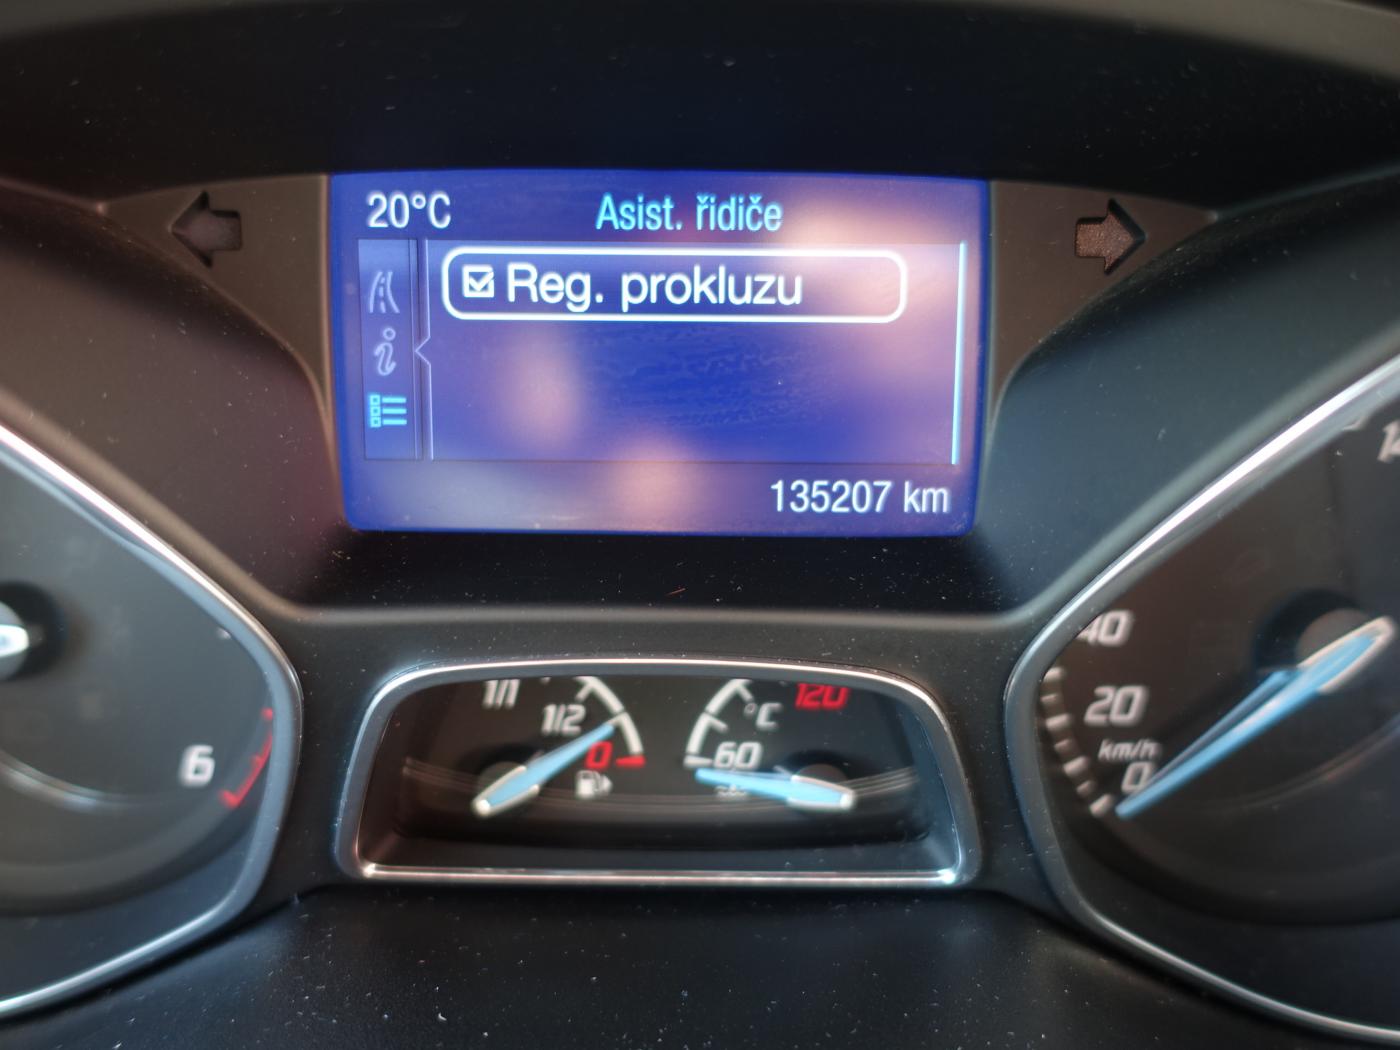 20°C Asist. řidiče
Reg. prokluzu
135207 km
1/1
1/2
0
°C
120
60
6
40
20
km/h
0